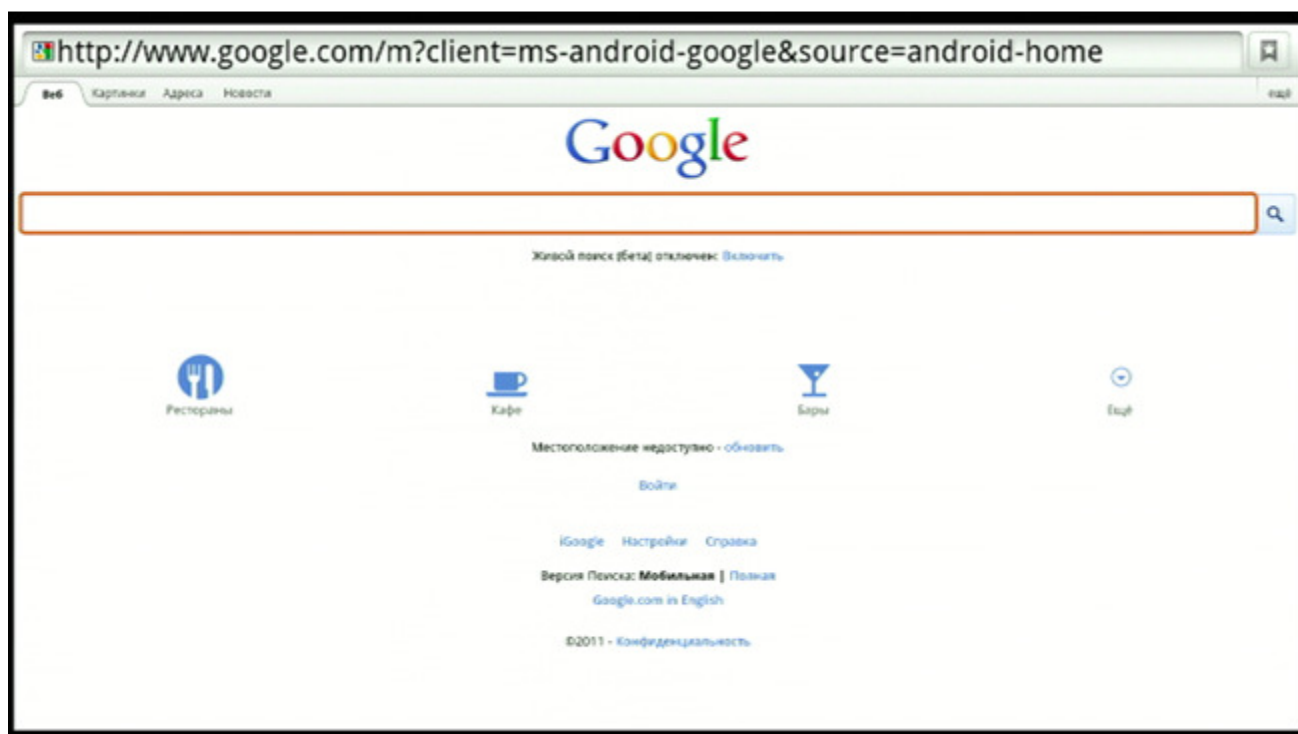 http://www.google.com/m?client=ms-android-google&source=android-home
Веб Картинки Адреса Новости ещё
Google
Живой поиск (бета) отключен: Включить
Рестораны Кафе Бары Ещё
Местоположение недоступно - обновить
Войти
iGoogle Настройки Справка
Версия Поиска: Мобильная | Полная
Google.com in English
©2011 - Конфиденциальность